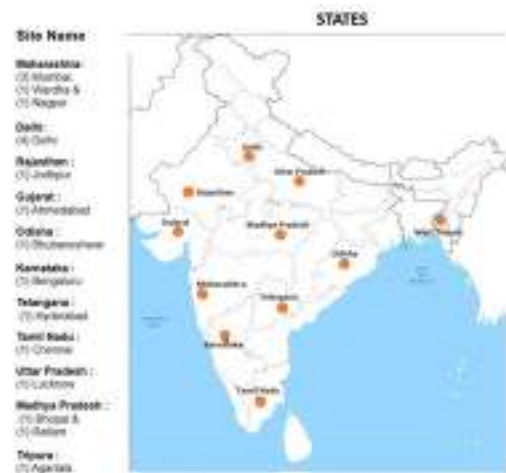 STATES
Site Name
Maharashtra:
(3) Mumbai,
(1) Wardha &
(1) Nagpur
Delhi:
(4) Delhi
Rajasthan :
(1) Jodhpur
Gujarat :
(1) Ahmedabad
Odisha :
(1) Bhubaneshwar
Karnataka :
(1) Bengaluru
Telangana :
(1) Hyderabad
Tamil Nadu :
(1) Chennai
Uttar Pradesh :
(1) Lucknow
Madhya Pradesh :
(1) Bhopal &
(1) Ratlam
Tripura :
(1) Agartala
Delhi
Uttar Pradesh
Rajasthan
Gujarat
Madhya Pradesh
Odisha
Maharashtra
Telangana
Karnataka
Tamil Nadu